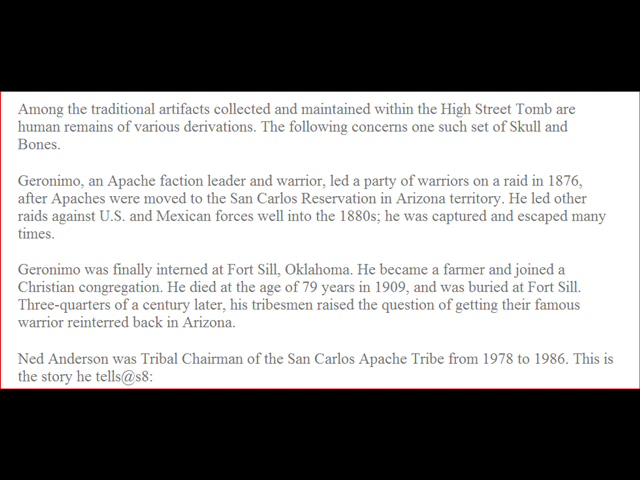 Among the traditional artifacts collected and maintained within the High Street Tomb are
human remains of various derivations. The following concerns one such set of Skull and
Bones.
Geronimo, an Apache faction leader and warrior, led a party of warriors on a raid in 1876,
after Apaches were moved to the San Carlos Reservation in Arizona territory. He led other
raids against U.S. and Mexican forces well into the 1880s; he was captured and escaped many
times.
Geronimo was finally interned at Fort Sill, Oklahoma. He became a farmer and joined a
Christian congregation. He died at the age of 79 years in 1909, and was buried at Fort Sill.
Three-quarters of a century later, his tribesmen raised the question of getting their famous
warrior reinterred back in Arizona.
Ned Anderson was Tribal Chairman of the San Carlos Apache Tribe from 1978 to 1986. This is
the story he tells@s8: